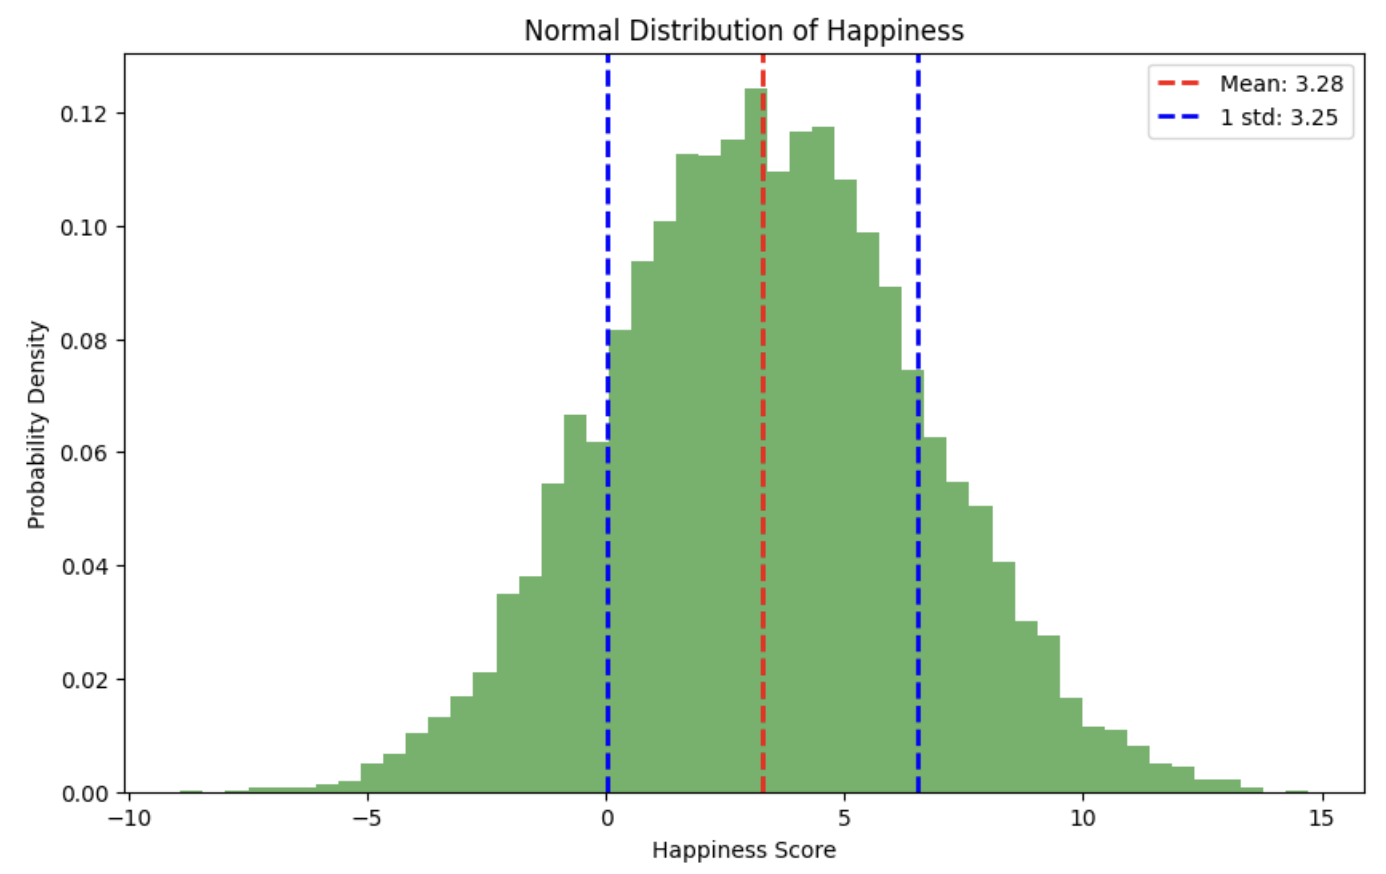 Normal Distribution of Happiness
Mean: 3.28
1 std: 3.25
0.12
0.10
0.08
0.06
0.04
0.02
0.00
Probability Density
−10
−5
0
5
10
15
Happiness Score